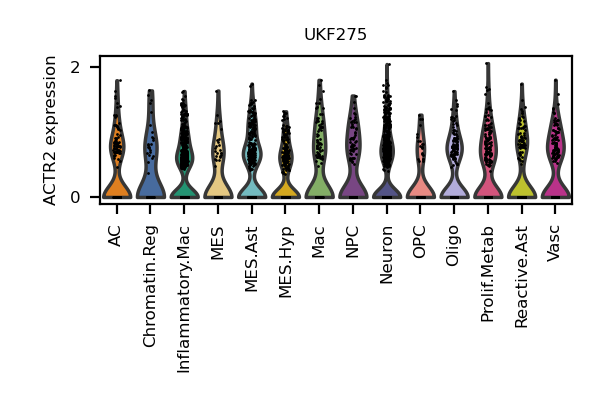 UKF275
ACTR2 expression
2
0
AC
Chromatin.Reg
Inflammatory.Mac
MES
MES.Ast
MES.Hyp
Mac
NPC
Neuron
OPC
Oligo
Prolif.Metab
Reactive.Ast
Vasc